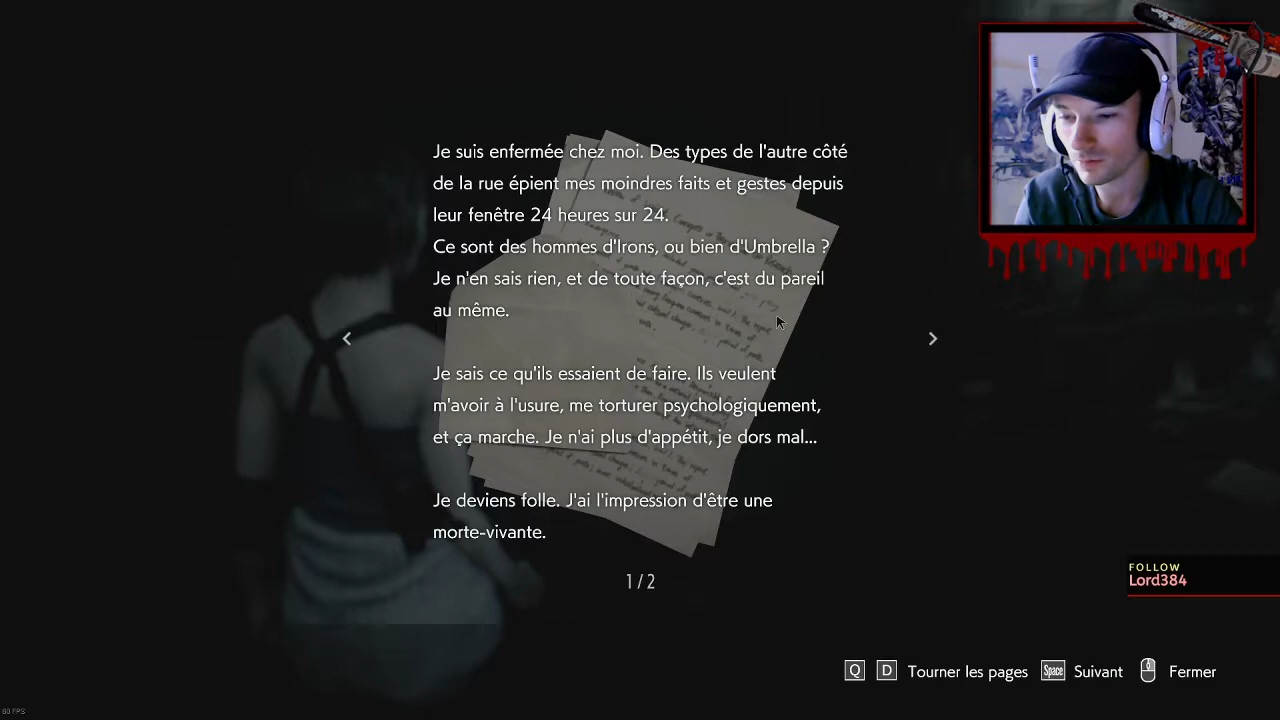 Je suis enfermée chez moi. Des types de l'autre côté
de la rue épient mes moindres faits et gestes depuis
leur fenêtre 24 heures sur 24.
Ce sont des hommes d'Irons, ou bien d'Umbrella ?
Je n'en sais rien, et de toute façon, c'est du pareil
au même.
Je sais ce qu'ils essaient de faire. Ils veulent
m'avoir à l'usure, me torturer psychologiquement,
et ça marche. Je n'ai plus d'appétit, je dors mal...
Je deviens folle. J'ai l'impression d'être une
morte-vivante.
1 / 2
FOLLOW
Lord384
Q D Tourner les pages Space Suivant Fermer
60 FPS